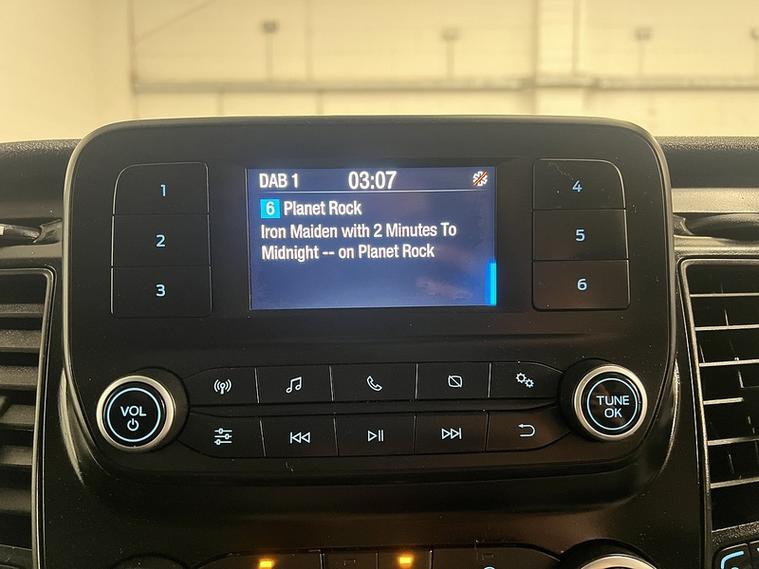 DAB 1 03:07
6 Planet Rock
Iron Maiden with 2 Minutes To
Midnight -- on Planet Rock
1
2
3
4
5
6
VOL
TUNE
OK